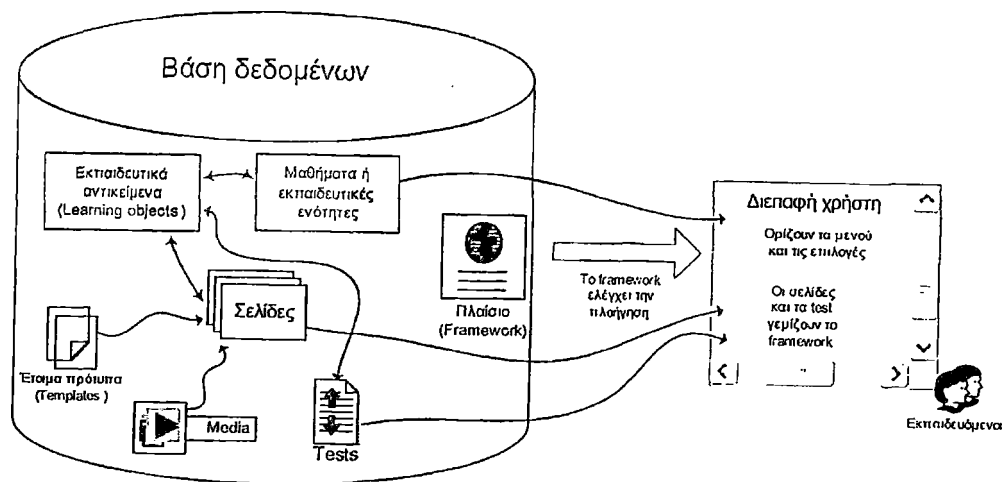 Βάση δεδομένων
Εκπαιδευτικά
αντικείμενα
(Learning objects)
Μαθήματα ή
εκπαιδευτικές
ενότητες
Πλαίσιο
(Framework)
Σελίδες
Έτοιμα πρότυπα
(Templates)
Media
Tests
Το framework
ελέγχει την
πλοήγηση
Διεπαφή χρήστη
Ορίζουν τα μενού
και τις επιλογές
Οι σελίδες
και τα test
γεμίζουν το
framework
Εκπαιδευόμενοι